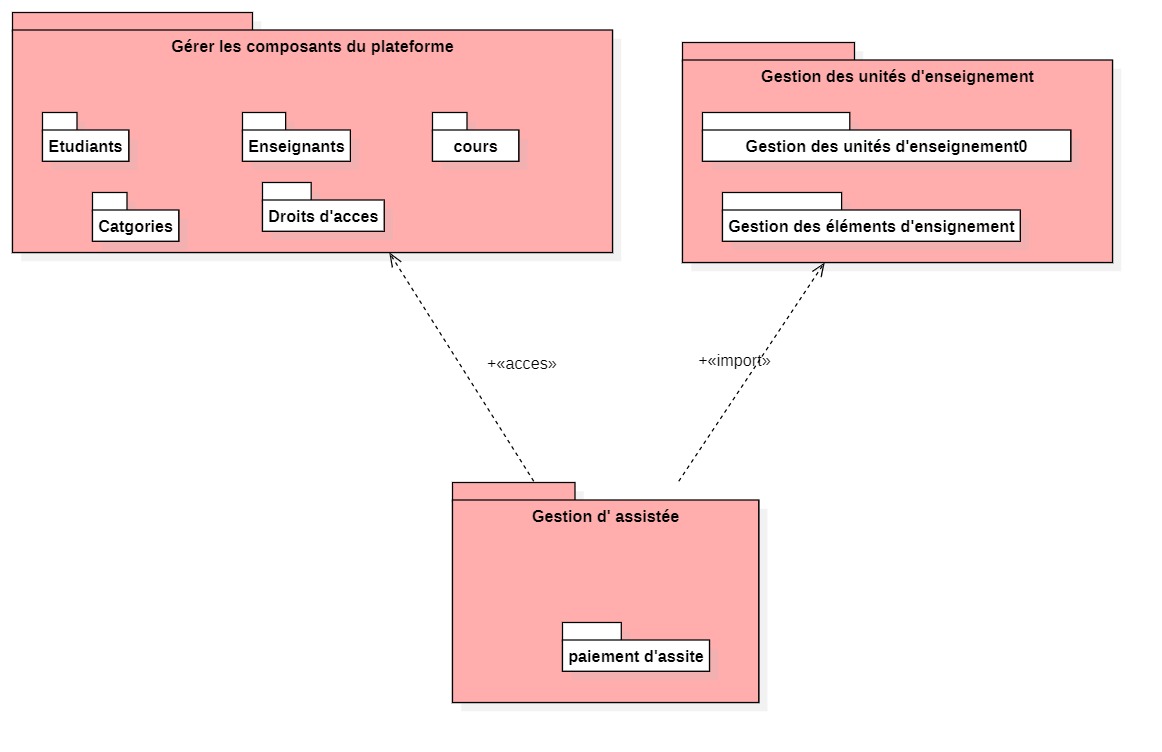 Gérer les composants du plateforme
Gestion des unités d'enseignement
Etudiants
Enseignants
cours
Gestion des unités d'enseignement0
Catgories
Droits d'acces
Gestion des éléments d'ensignement
+«acces»
+«import»
Gestion d' assistée
paiement d'assite